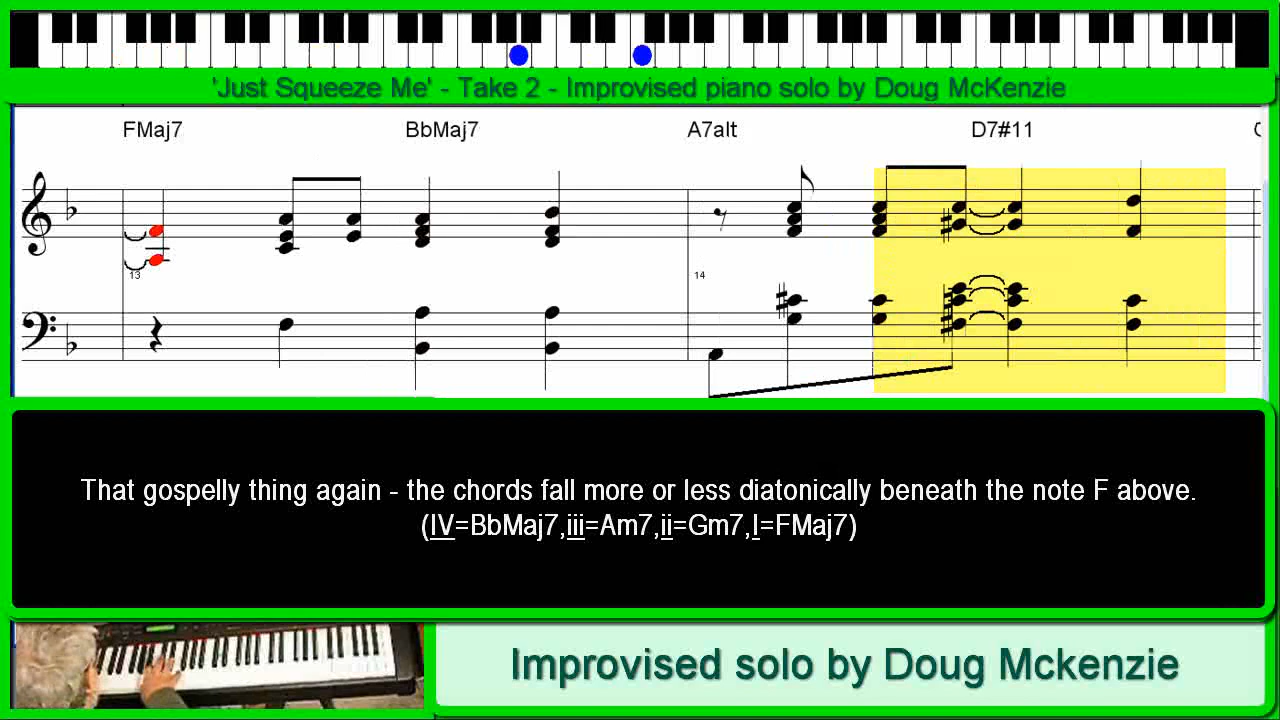 'Just Squeeze Me' - Take 2 - Improvised piano solo by Doug McKenzie
FMaj7 BbMaj7 A7alt D7#11
13 14
That gospelly thing again - the chords fall more or less diatonically beneath the note F above.
(IV=BbMaj7,iii=Am7,ii=Gm7,I=FMaj7)
Improvised solo by Doug Mckenzie